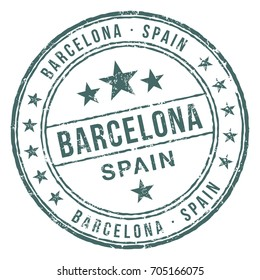 BARCELONA · SPAIN
BARCELONA
SPAIN
BARCELONA · SPAIN
shutterstock.com · 705166075